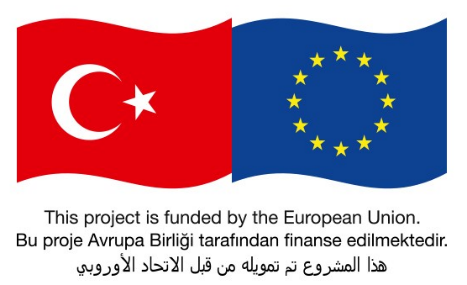 This project is funded by the European Union.
Bu proje Avrupa Birliği tarafından finanse edilmektedir.
هذا المشروع تم تمويله من قبل الاتحاد الأوروبي